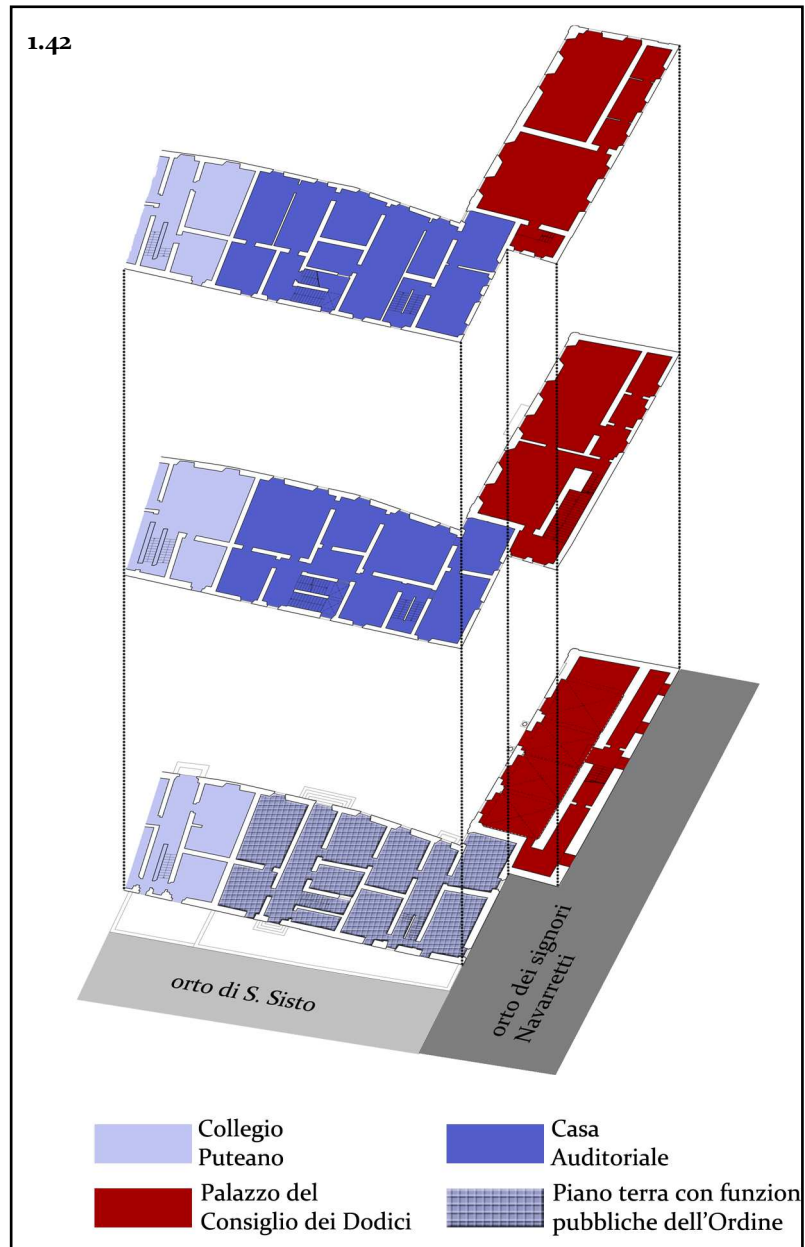 1.42
orto di S. Sisto
orto dei signori
Navarretti
Collegio
Puteano
Casa
Auditoriale
Palazzo del
Consiglio dei Dodici
Piano terra con funzion
pubbliche dell'Ordine